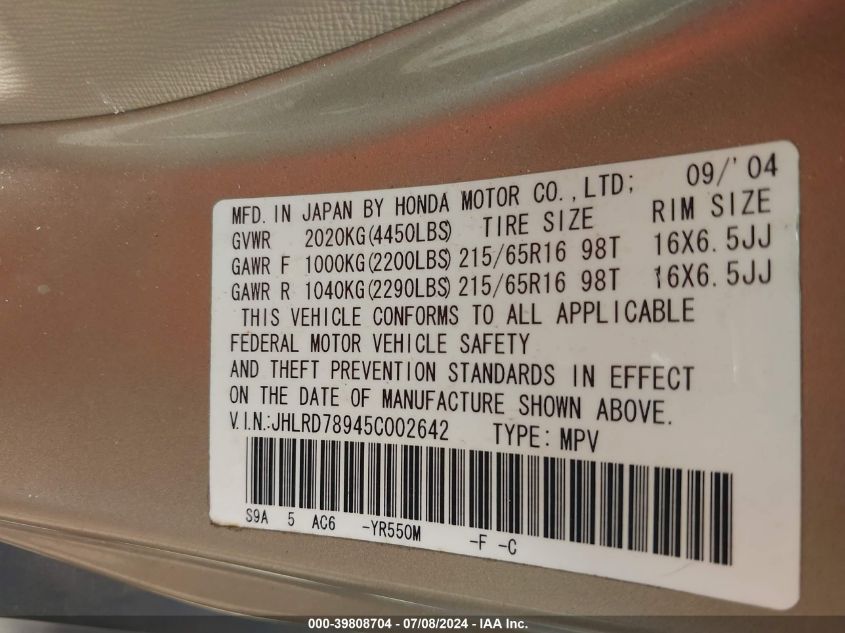 MFD. IN JAPAN BY HONDA MOTOR CO.,LTD; 09/'04
GVWR 2020KG(4450LBS) TIRE SIZE RIM SIZE
GAWR F 1000KG(2200LBS) 215/65R16 98T 16X6.5JJ
GAWR R 1040KG(2290LBS) 215/65R16 98T 16X6.5JJ
THIS VEHICLE CONFORMS TO ALL APPLICABLE
FEDERAL MOTOR VEHICLE SAFETY
AND THEFT PREVENTION STANDARDS IN EFFECT
ON THE DATE OF MANUFACTURE SHOWN ABOVE.
V.I.N.:JHLRD78945C002642 TYPE: MPV
S9A 5 AC6 -YR550M -F -C
000-39808704 - 07/08/2024 - IAA Inc.